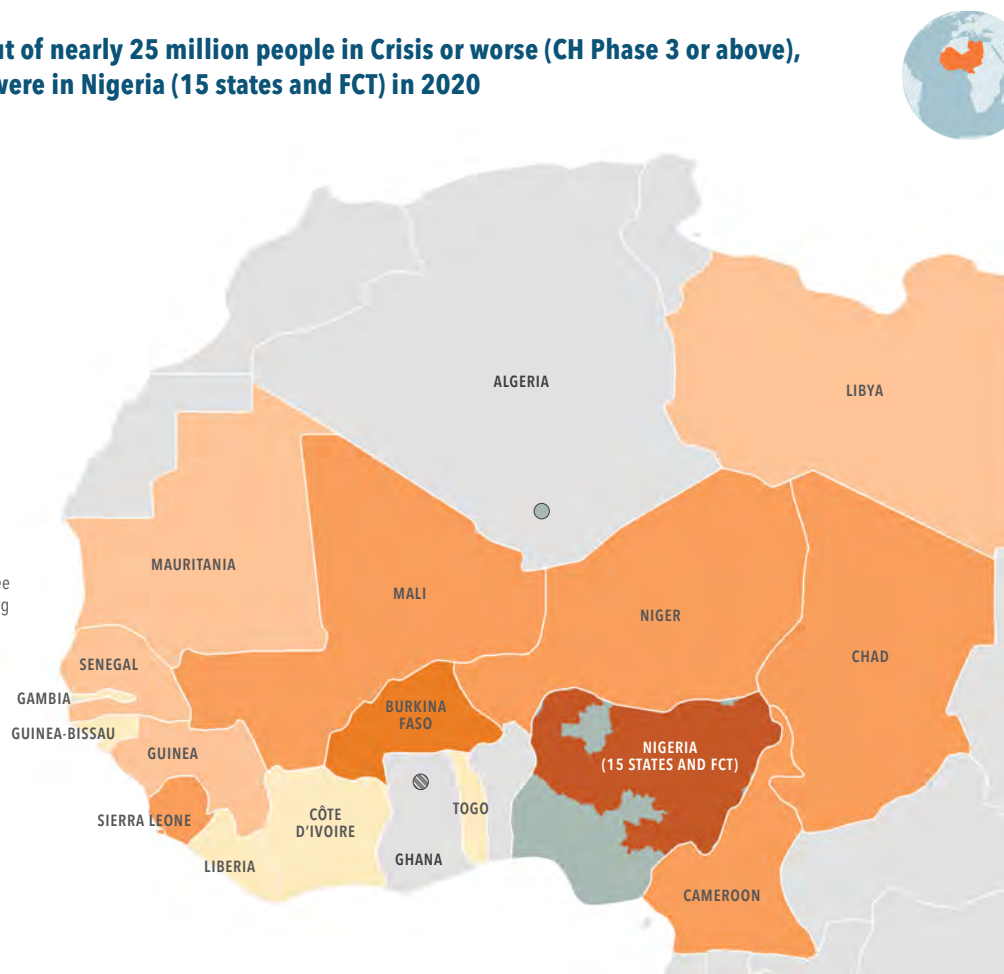 of nearly 25 million people in Crisis or worse (CH Phase 3 or above),
were in Nigeria (15 states and FCT) in 2020
ALGERIA
LIBYA
MAURITANIA
MALI
NIGER
CHAD
SENEGAL
GAMBIA
GUINEA-BISSAU
BURKINA
FASO
GUINEA
NIGERIA
(15 STATES AND FCT)
SIERRA LEONE
CÔTE
D'IVOIRE
TOGO
LIBERIA
GHANA
CAMEROON